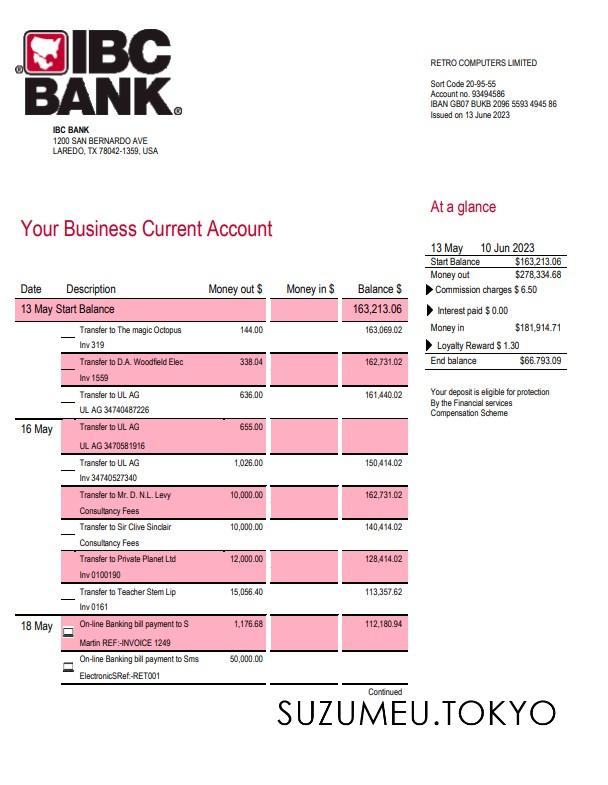 IBC
BANK
IBC BANK
1200 SAN BERNARDO AVE
LAREDO, TX 78042-1359, USA
RETRO COMPUTERS LIMITED
Sort Code 20-95-55
Account no. 93494586
IBAN GB07 BUKB 2096 5593 4945 86
Issued on 13 June 2023
Your Business Current Account
At a glance
13 May 10 Jun 2023
Start Balance $163,213.06
Money out $278,334.68
Commission charges $ 6.50
Interest paid $ 0.00
Money in $181,914.71
Loyalty Reward $ 1.30
End balance $66.793.09
Your deposit is eligible for protection
By the Financial services
Compensation Scheme
Date Description Money out $ Money in $ Balance $
13 May Start Balance 163,213.06
Transfer to The magic Octopus 144.00 163,069.02
Inv 319
Transfer to D.A. Woodfield Elec 338.04 162,731.02
Inv 1559
Transfer to UL AG 636.00 161,440.02
UL AG 34740487226
16 May Transfer to UL AG 655.00
UL AG 3470581916
Transfer to UL AG 1,026.00 150,414.02
Inv 34740527340
Transfer to Mr. D. N.L. Levy 10,000.00 162,731.02
Consultancy Fees
Transfer to Sir Clive Sinclair 10,000.00 140,414.02
Consultancy Fees
Transfer to Private Planet Ltd 12,000.00 128,414.02
Inv 0100190
Transfer to Teacher Stem Lip 15,056.40 113,357.62
Inv 0161
18 May On-line Banking bill payment to S 1,176.68 112,180.94
Martin REF:-INVOICE 1249
On-line Banking bill payment to Sms 50,000.00
ElectronicSRef:-RET001
Continued
SUZUMEU.TOKYO